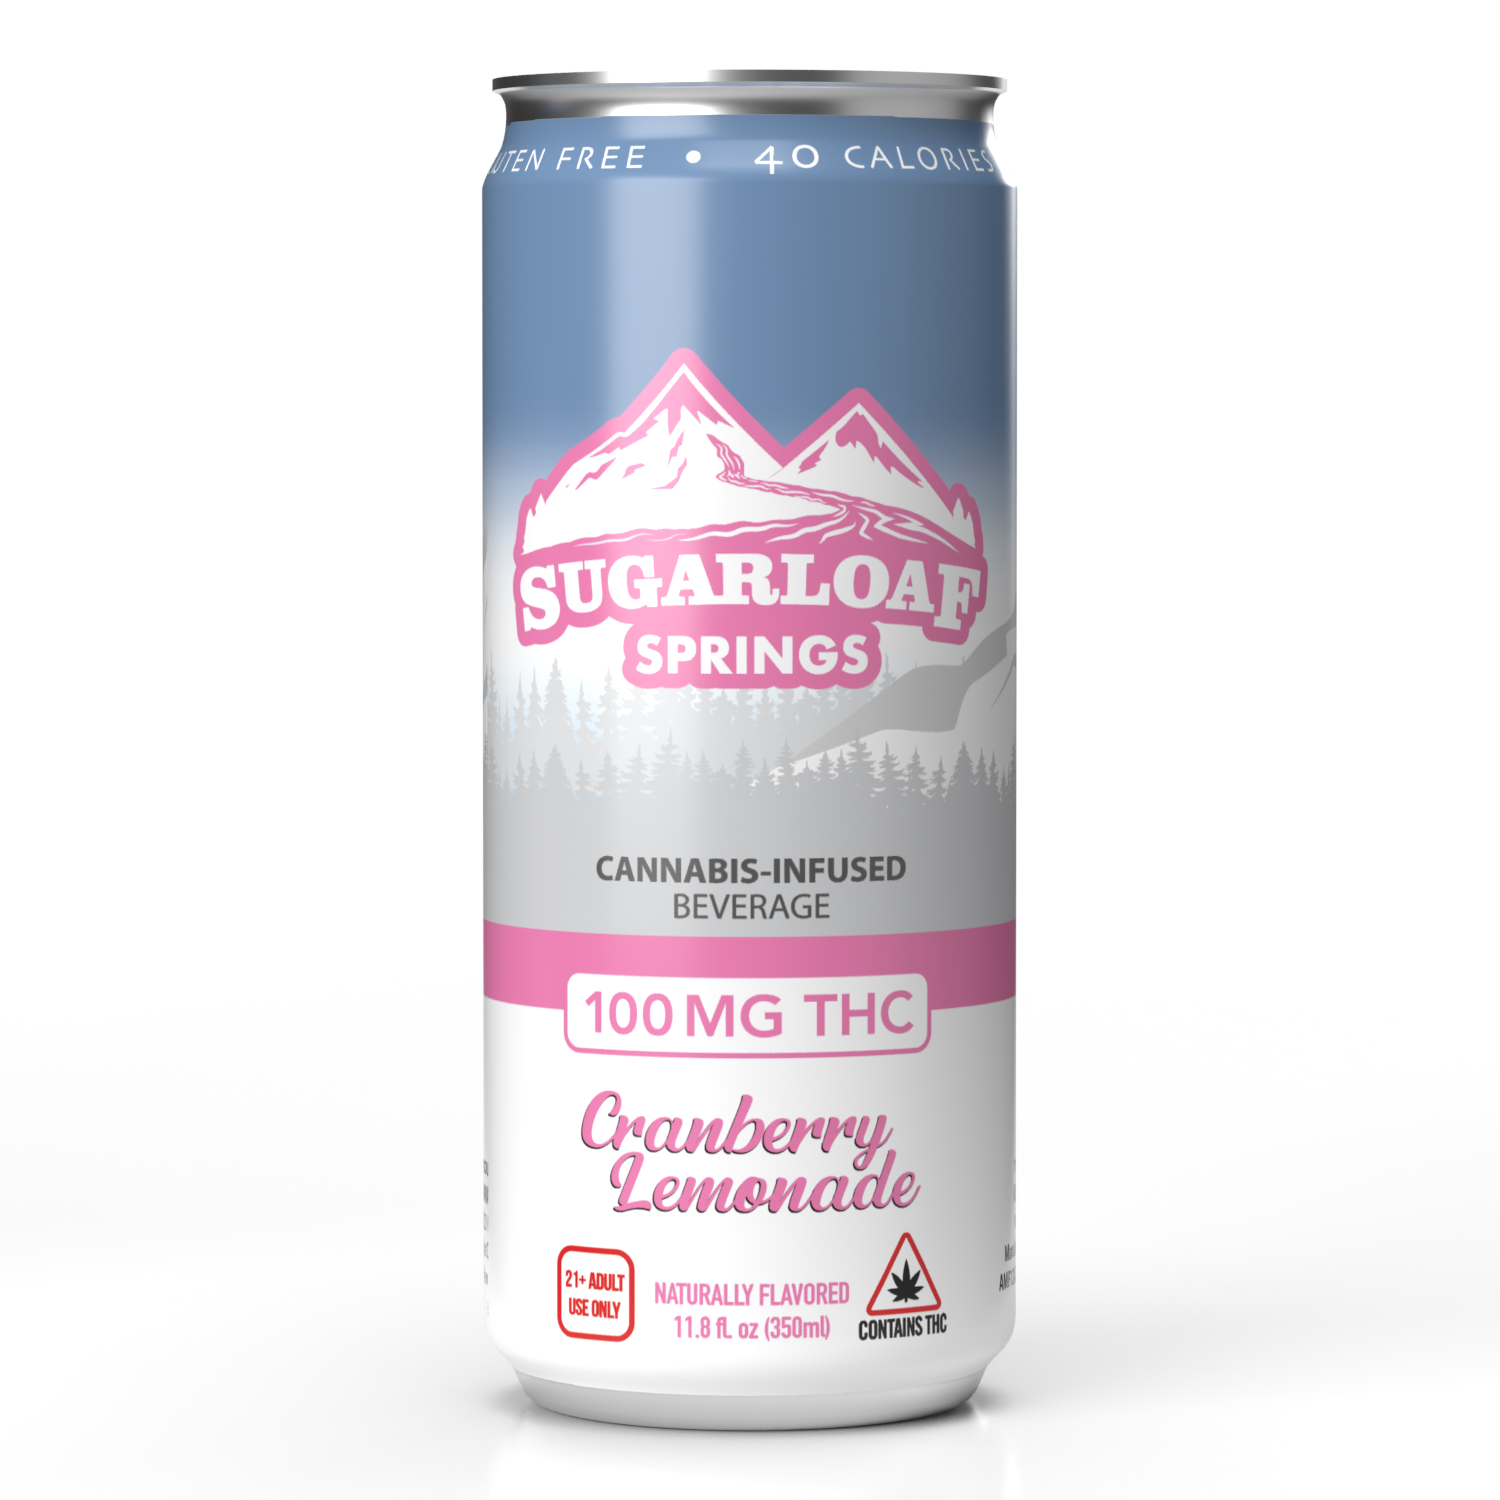 FREE • 40 CALORIES
SUGARLOAF
SPRINGS
CANNABIS-INFUSED
BEVERAGE
100 MG THC
Cranberry
Lemonade
21+ ADULT
USE ONLY
NATURALLY FLAVORED
11.8 fl. oz (350ml)
CONTAINS THC